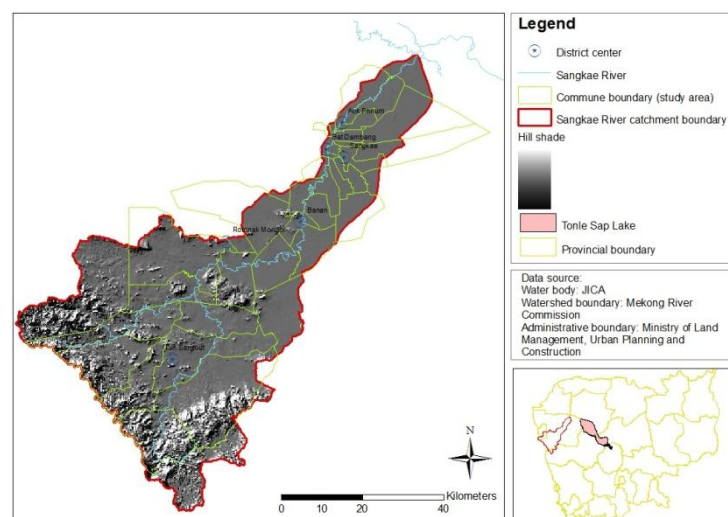 Aek Phnum
Bat Dambang
Sangkae
Banan
Rotonak Mondol
N
Kilometers
0 10 20 40
Legend
District center
Sangkae River
Commune boundary (study area)
Sangkae River catchment boundary
Hill shade
Tonle Sap Lake
Provincial boundary
Data source:
Water body: JICA
Watershed boundary: Mekong River
Commission
Administrative boundary: Ministry of Land
Management, Urban Planning and
Construction